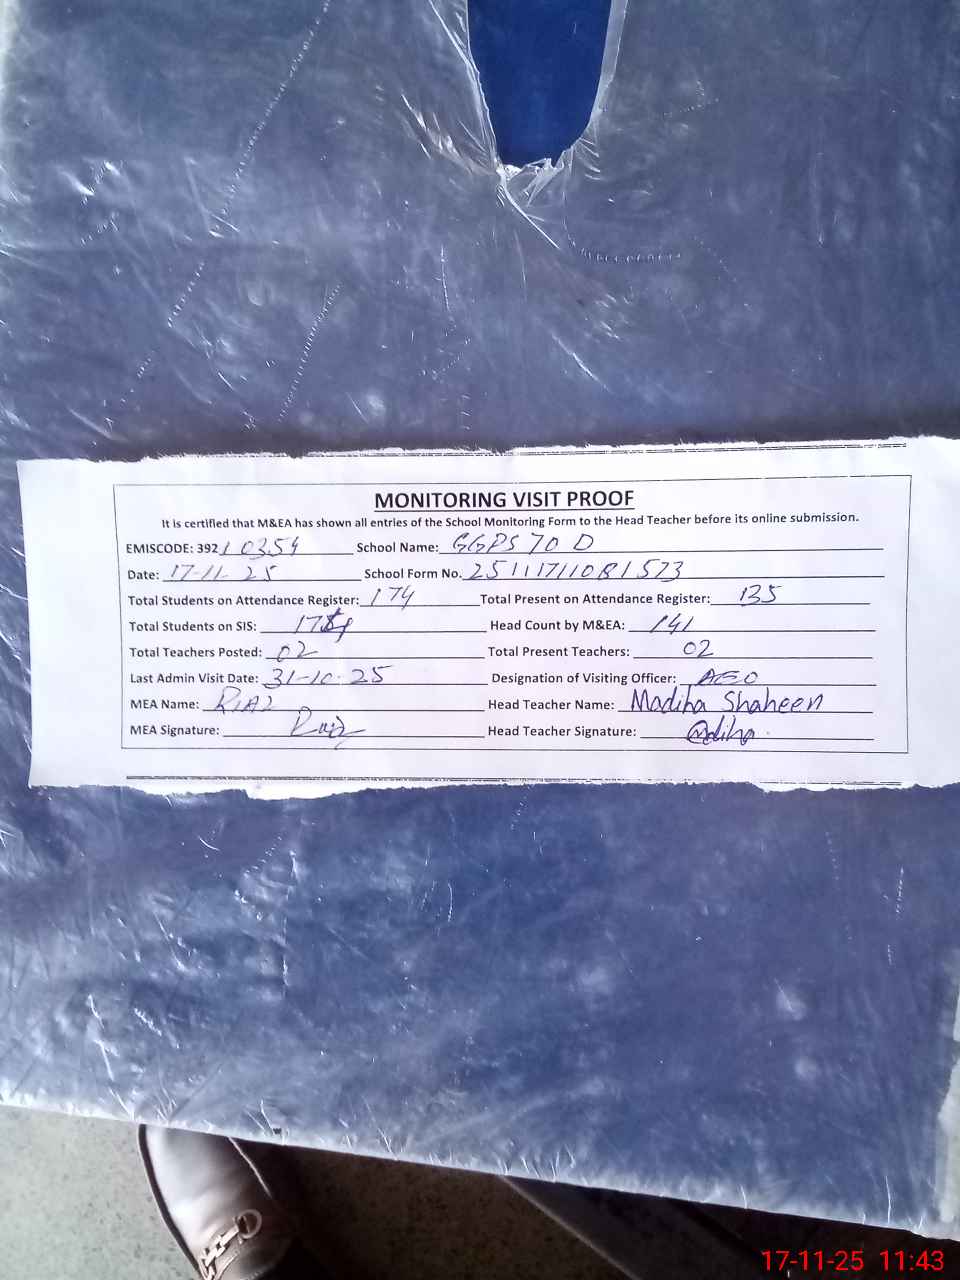 MONITORING VISIT PROOF
It is certified that M&EA has shown all entries of the School Monitoring Form to the Head Teacher before its online submission.
EMISCODE: 392 10354 School Name: GGPS 70 D
Date: 17-11-25 School Form No. 25111711081573
Total Students on Attendance Register: 174 Total Present on Attendance Register: 135
Total Students on SIS: Head Count by M&EA: 141
Total Teachers Posted: 02 Total Present Teachers: 02
Last Admin Visit Date: 31-10-25 Designation of Visiting Officer: AEO
MEA Name: RIAZ Head Teacher Name: Madiha Shaheen
MEA Signature: Riaz Head Teacher Signature: Madiha
17-11-25 11:43